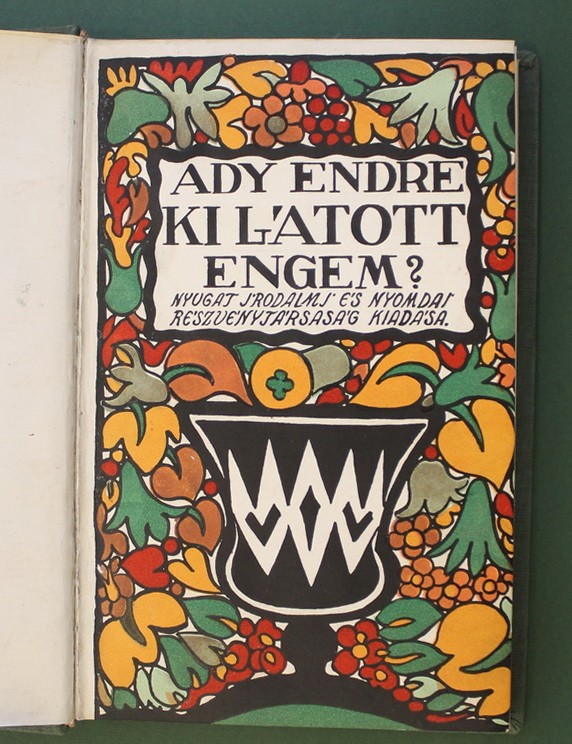 ADY ENDRE
KI LÁTOTT
ENGEM?
NYUGAT IRODALMI ÉS NYOMDAI
RÉSZVÉNYTÁRSASÁG KIADÁSA.